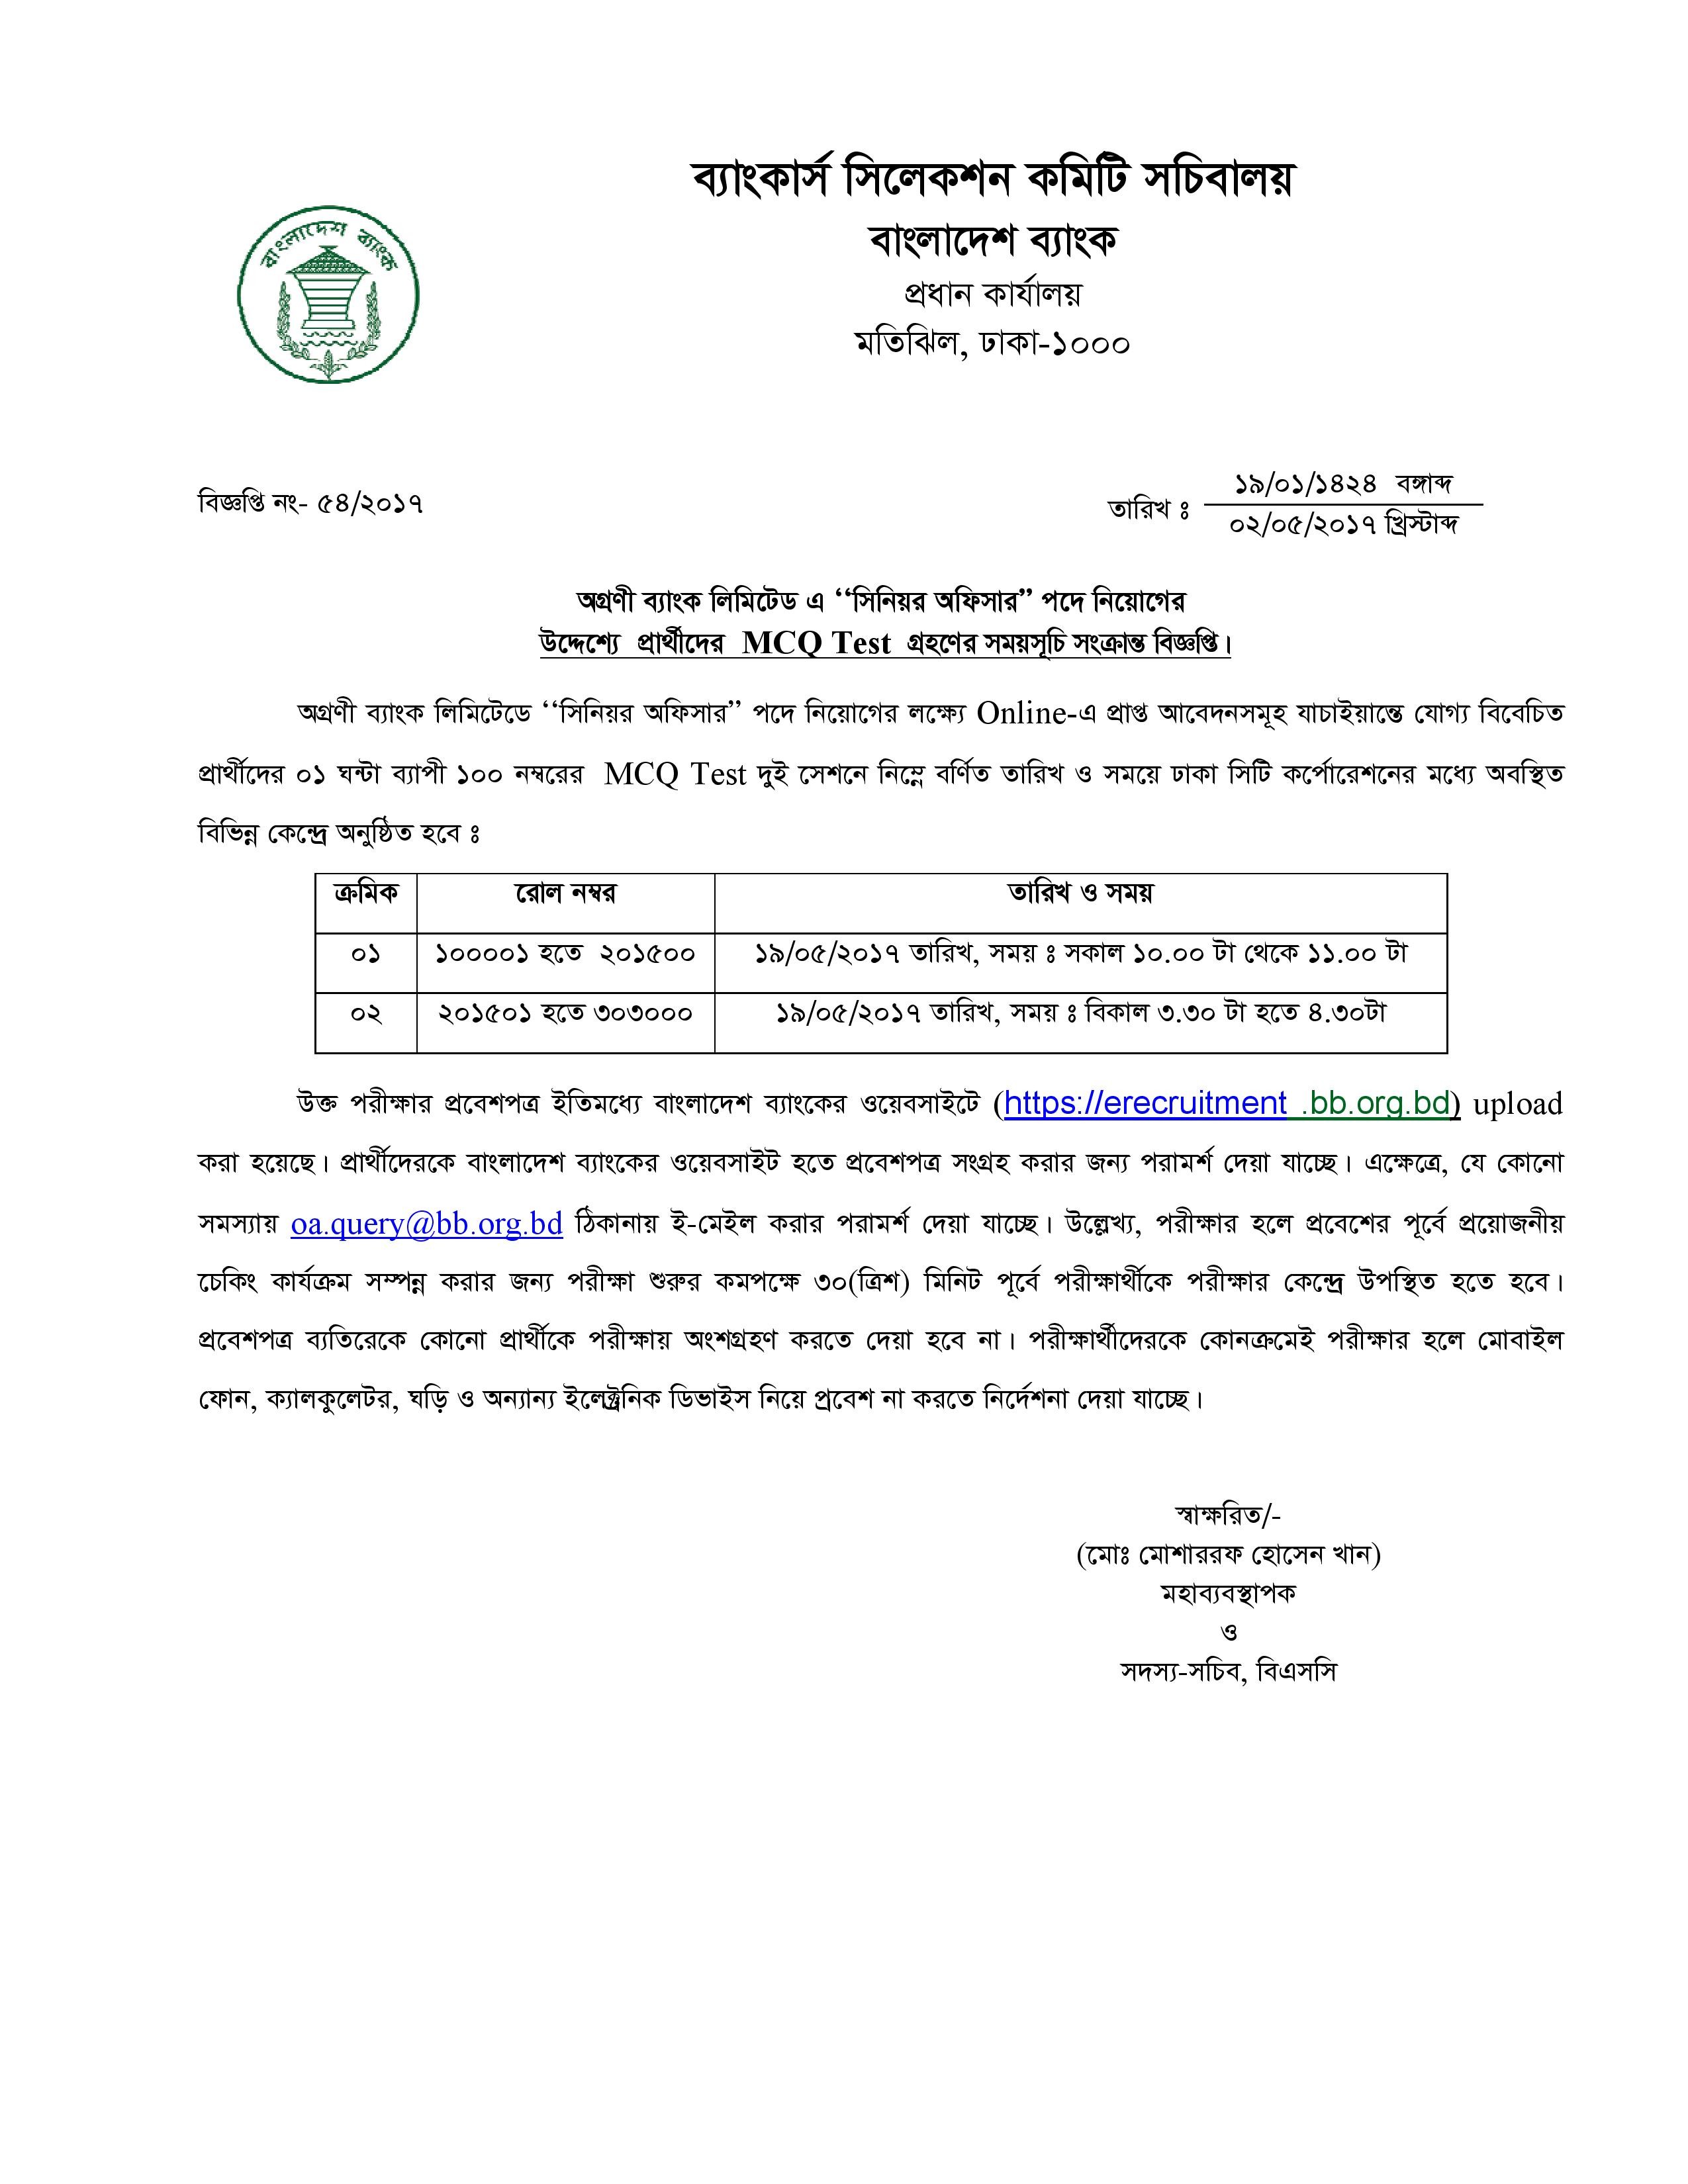 ব্যাংকার্স সিলেকশন কমিটি সচিবালয়
বাংলাদেশ ব্যাংক
প্রধান কার্যালয়
মতিঝিল, ঢাকা-১০০০
বাংলাদেশ ব্যাংক
বিজ্ঞপ্তি নং- ৫৪/২০১৭
তারিখ ঃ ১৯/০১/১৪২৪ বঙ্গাব্দ
০২/০৫/২০১৭ খ্রিস্টাব্দ
অগ্রণী ব্যাংক লিমিটেড এ ‘‘সিনিয়র অফিসার’’ পদে নিয়োগের
উদ্দেশ্যে প্রার্থীদের MCQ Test গ্রহণের সময়সূচি সংক্রান্ত বিজ্ঞপ্তি।
অগ্রণী ব্যাংক লিমিটেডে ‘‘সিনিয়র অফিসার’’ পদে নিয়োগের লক্ষ্যে Online-এ প্রাপ্ত আবেদনসমূহ যাচাইয়ান্তে যোগ্য বিবেচিত
প্রার্থীদের ০১ ঘন্টা ব্যাপী ১০০ নম্বরের MCQ Test দুই সেশনে নিম্নে বর্ণিত তারিখ ও সময়ে ঢাকা সিটি কর্পোরেশনের মধ্যে অবস্থিত
বিভিন্ন কেন্দ্রে অনুষ্ঠিত হবে ঃ
ক্রমিক রোল নম্বর তারিখ ও সময়
০১ ১০০০০১ হতে ২০১৫০০ ১৯/০৫/২০১৭ তারিখ, সময় ঃ সকাল ১০.০০ টা থেকে ১১.০০ টা
০২ ২০১৫০১ হতে ৩০৩০০০ ১৯/০৫/২০১৭ তারিখ, সময় ঃ বিকাল ৩.৩০ টা হতে ৪.৩০টা
উক্ত পরীক্ষার প্রবেশপত্র ইতিমধ্যে বাংলাদেশ ব্যাংকের ওয়েবসাইটে (https://erecruitment .bb.org.bd) upload
করা হয়েছে। প্রার্থীদেরকে বাংলাদেশ ব্যাংকের ওয়েবসাইট হতে প্রবেশপত্র সংগ্রহ করার জন্য পরামর্শ দেয়া যাচ্ছে। এক্ষেত্রে, যে কোনো
সমস্যায় oa.query@bb.org.bd ঠিকানায় ই-মেইল করার পরামর্শ দেয়া যাচ্ছে। উল্লেখ্য, পরীক্ষার হলে প্রবেশের পূর্বে প্রয়োজনীয়
চেকিং কার্যক্রম সম্পন্ন করার জন্য পরীক্ষা শুরুর কমপক্ষে ৩০(ত্রিশ) মিনিট পূর্বে পরীক্ষার্থীকে পরীক্ষার কেন্দ্রে উপস্থিত হতে হবে।
প্রবেশপত্র ব্যতিরেকে কোনো প্রার্থীকে পরীক্ষায় অংশগ্রহণ করতে দেয়া হবে না। পরীক্ষার্থীদেরকে কোনক্রমেই পরীক্ষার হলে মোবাইল
ফোন, ক্যালকুলেটর, ঘড়ি ও অন্যান্য ইলেক্ট্রনিক ডিভাইস নিয়ে প্রবেশ না করতে নির্দেশনা দেয়া যাচ্ছে।
স্বাক্ষরিত/-
(মোঃ মোশাররফ হোসেন খান)
মহাব্যবস্থাপক
ও
সদস্য-সচিব, বিএসসি